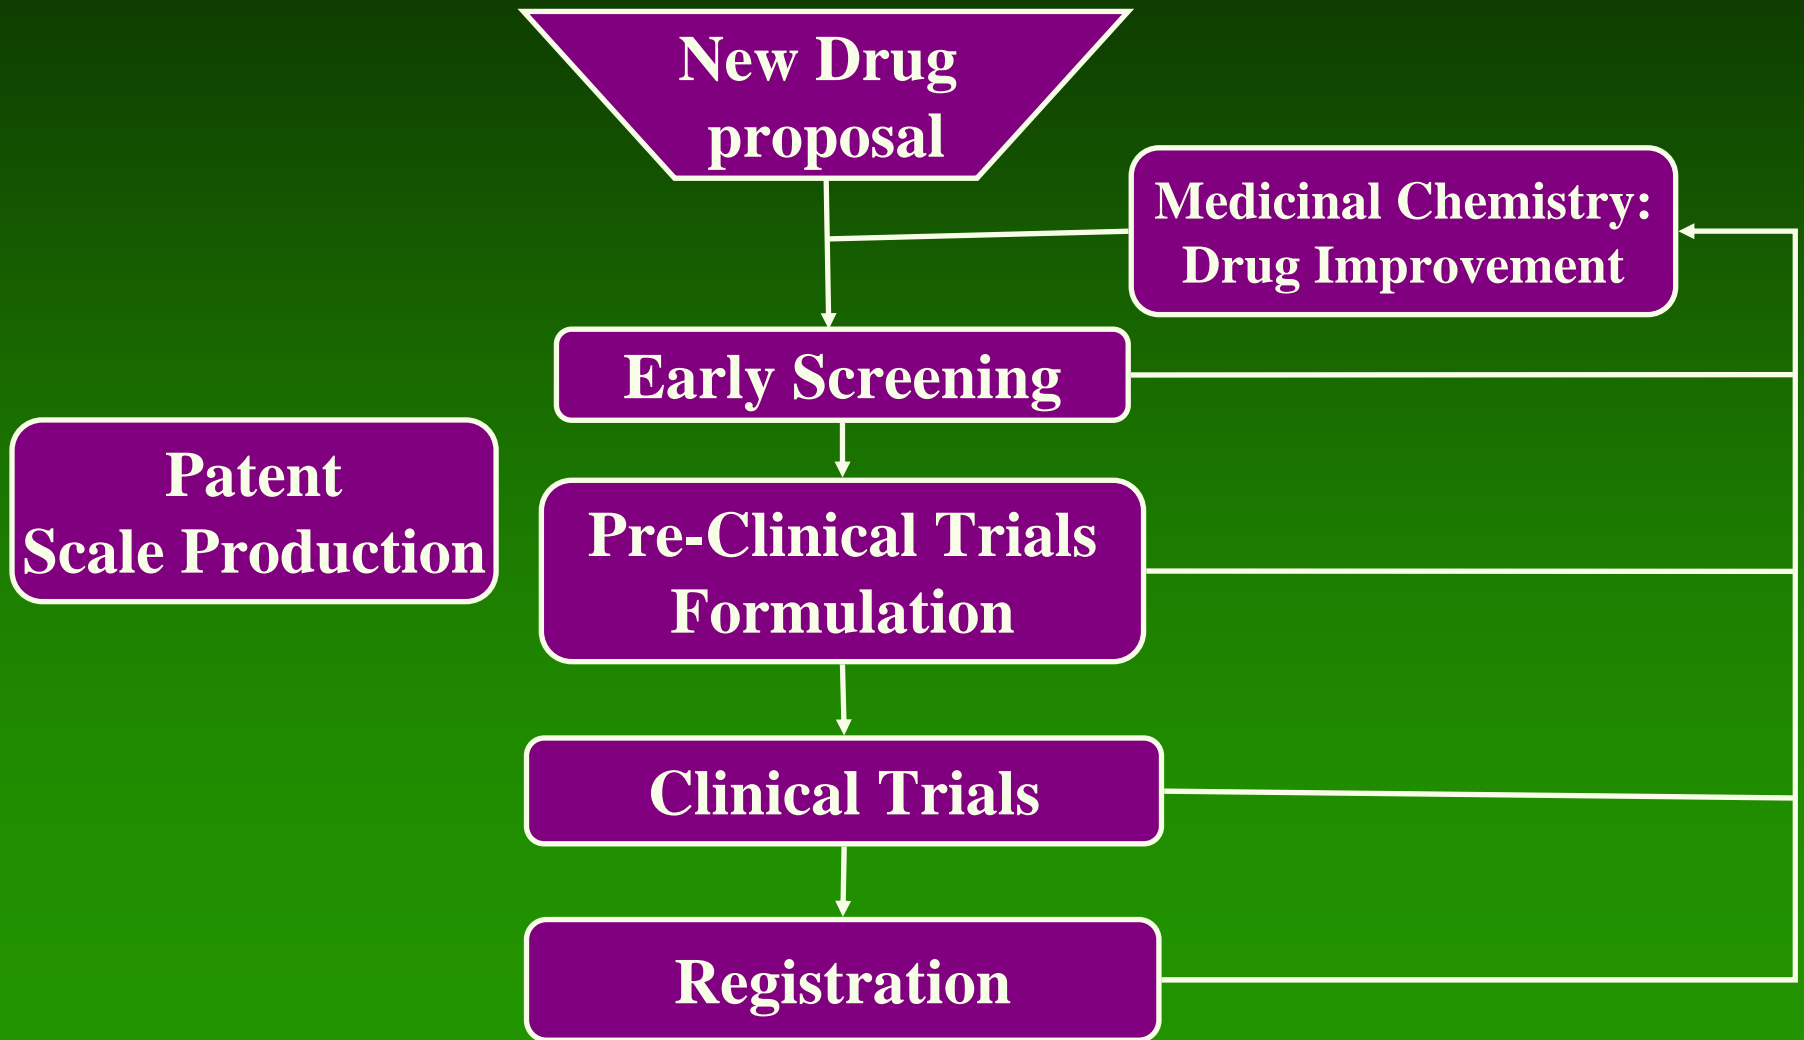 New Drug
proposal
Medicinal Chemistry:
Drug Improvement
Early Screening
Patent
Scale Production
Pre-Clinical Trials
Formulation
Clinical Trials
Registration